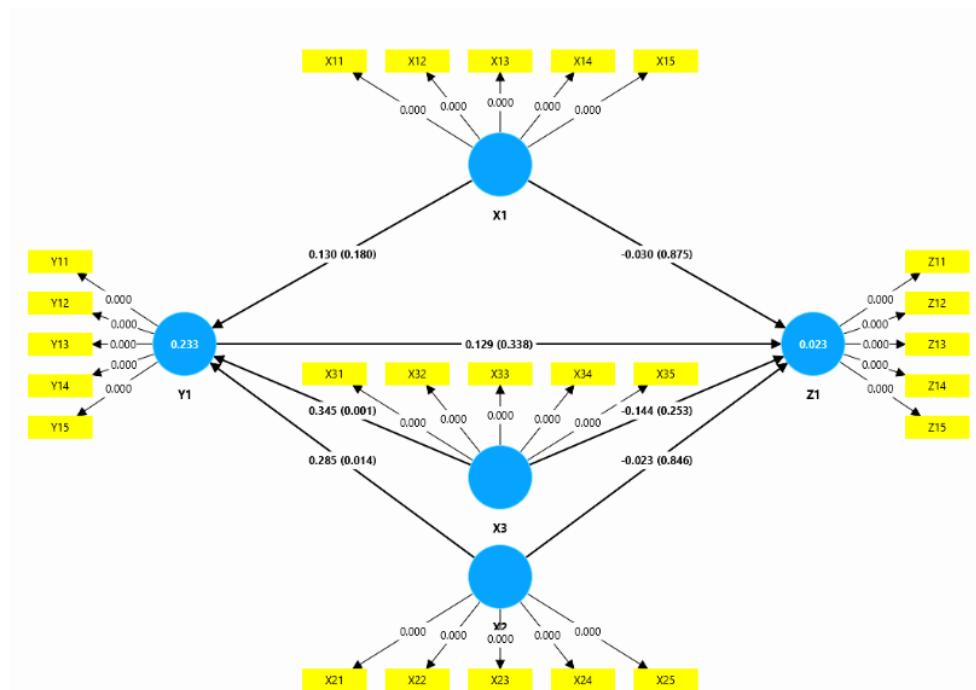 X11 X12 X13 X14 X15
0.000 0.000 0.000 0.000 0.000
X1
0.130 (0.180) -0.030 (0.875)
Y11
Y12
Y13
Y14
Y15
0.000
0.000
0.000
0.000
0.000
0.233
Y1
0.129 (0.338)
Z11
Z12
Z13
Z14
Z15
0.000
0.000
0.000
0.000
0.000
0.023
Z1
X31 X32 X33 X34 X35
0.000 0.000 0.000 0.000 0.000
0.345 (0.001) -0.144 (0.253)
0.285 (0.014) -0.023 (0.846)
X3
X2
0.000 0.000 0.000 0.000 0.000
X21 X22 X23 X24 X25